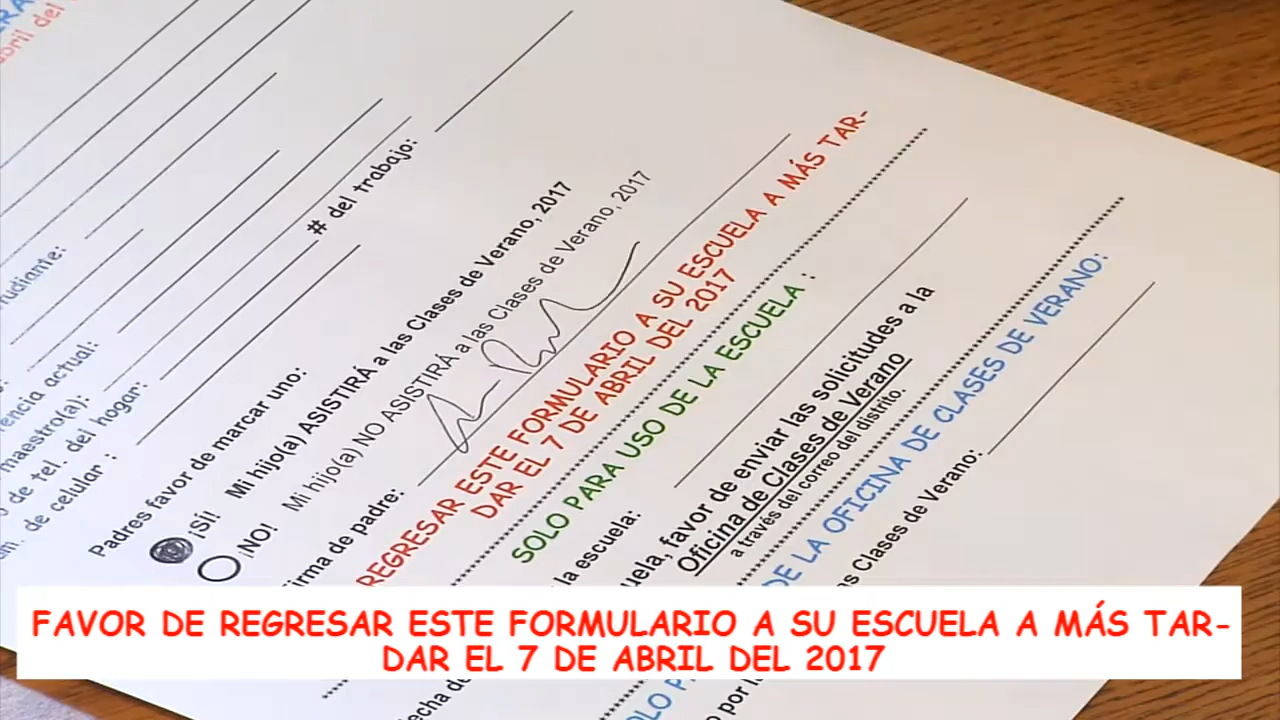 abril del
# del trabajo:
maestro(a):
de tel. del hogar:
de celular :
Padres favor de marcar uno:
¡SÍ! Mi hijo(a) ASISTIRÁ a las Clases de Verano, 2017
¡NO! Mi hijo(a) NO ASISTIRÁ a las Clases de Verano, 2017
de padre:
REGRESAR ESTE FORMULARIO A SU ESCUELA A MÁS TAR-
DAR EL 7 DE ABRIL DEL 2017
SOLO PARA USO DE LA ESCUELA :
la escuela:
favor de enviar las solicitudes a la
Oficina de Clases de Verano
a través del correo del distrito.
DE LA OFICINA DE CLASES DE VERANO:
Clases de Verano:
FAVOR DE REGRESAR ESTE FORMULARIO A SU ESCUELA A MÁS TAR-
DAR EL 7 DE ABRIL DEL 2017